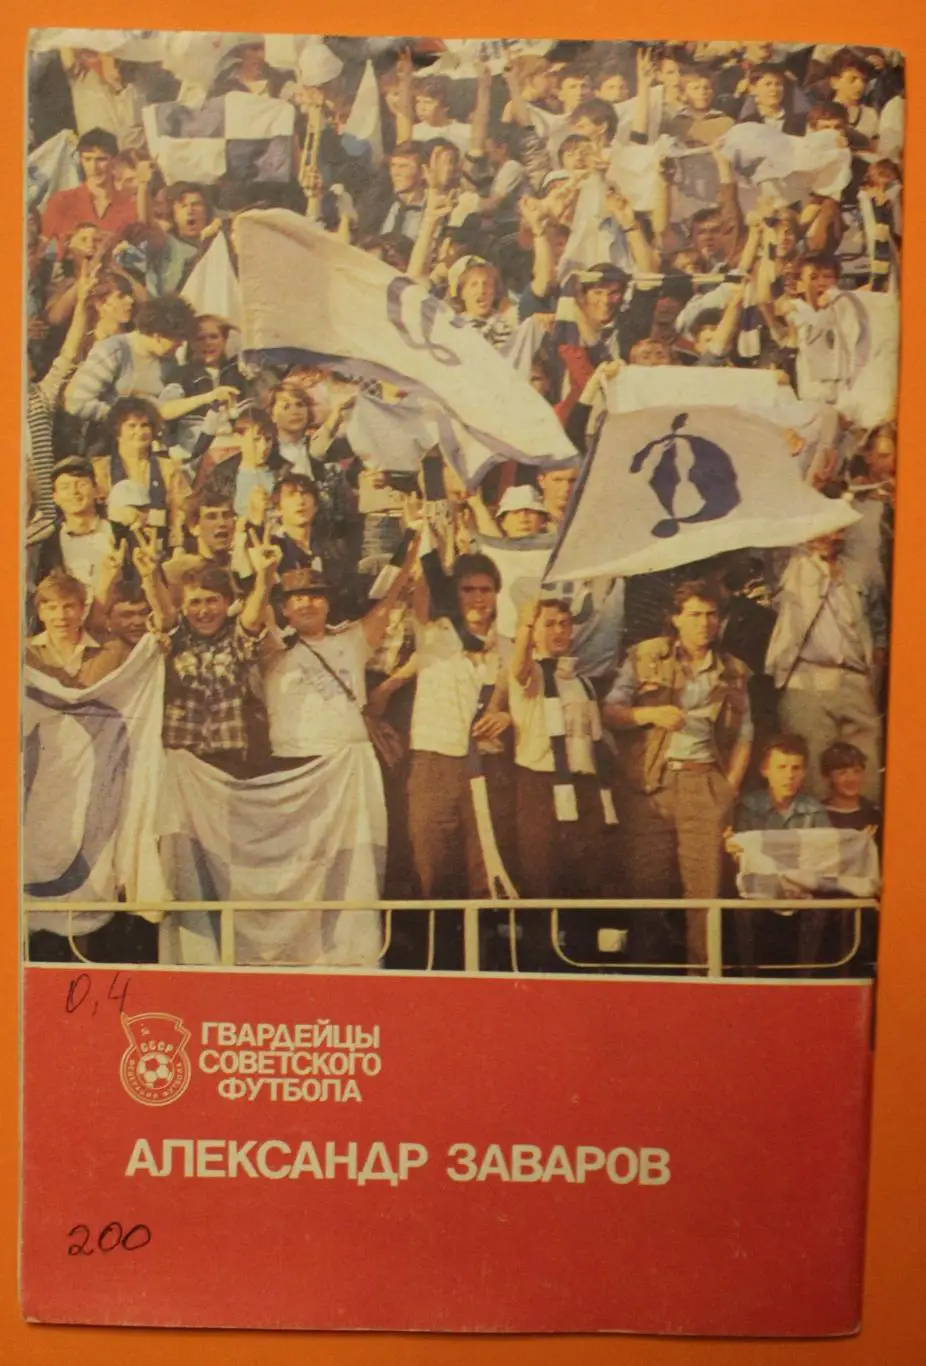 Д
0,4
СССР
ГВАРДЕЙЦЫ
СОВЕТСКОГО
ФУТБОЛА
АЛЕКСАНДР ЗАВАРОВ
200